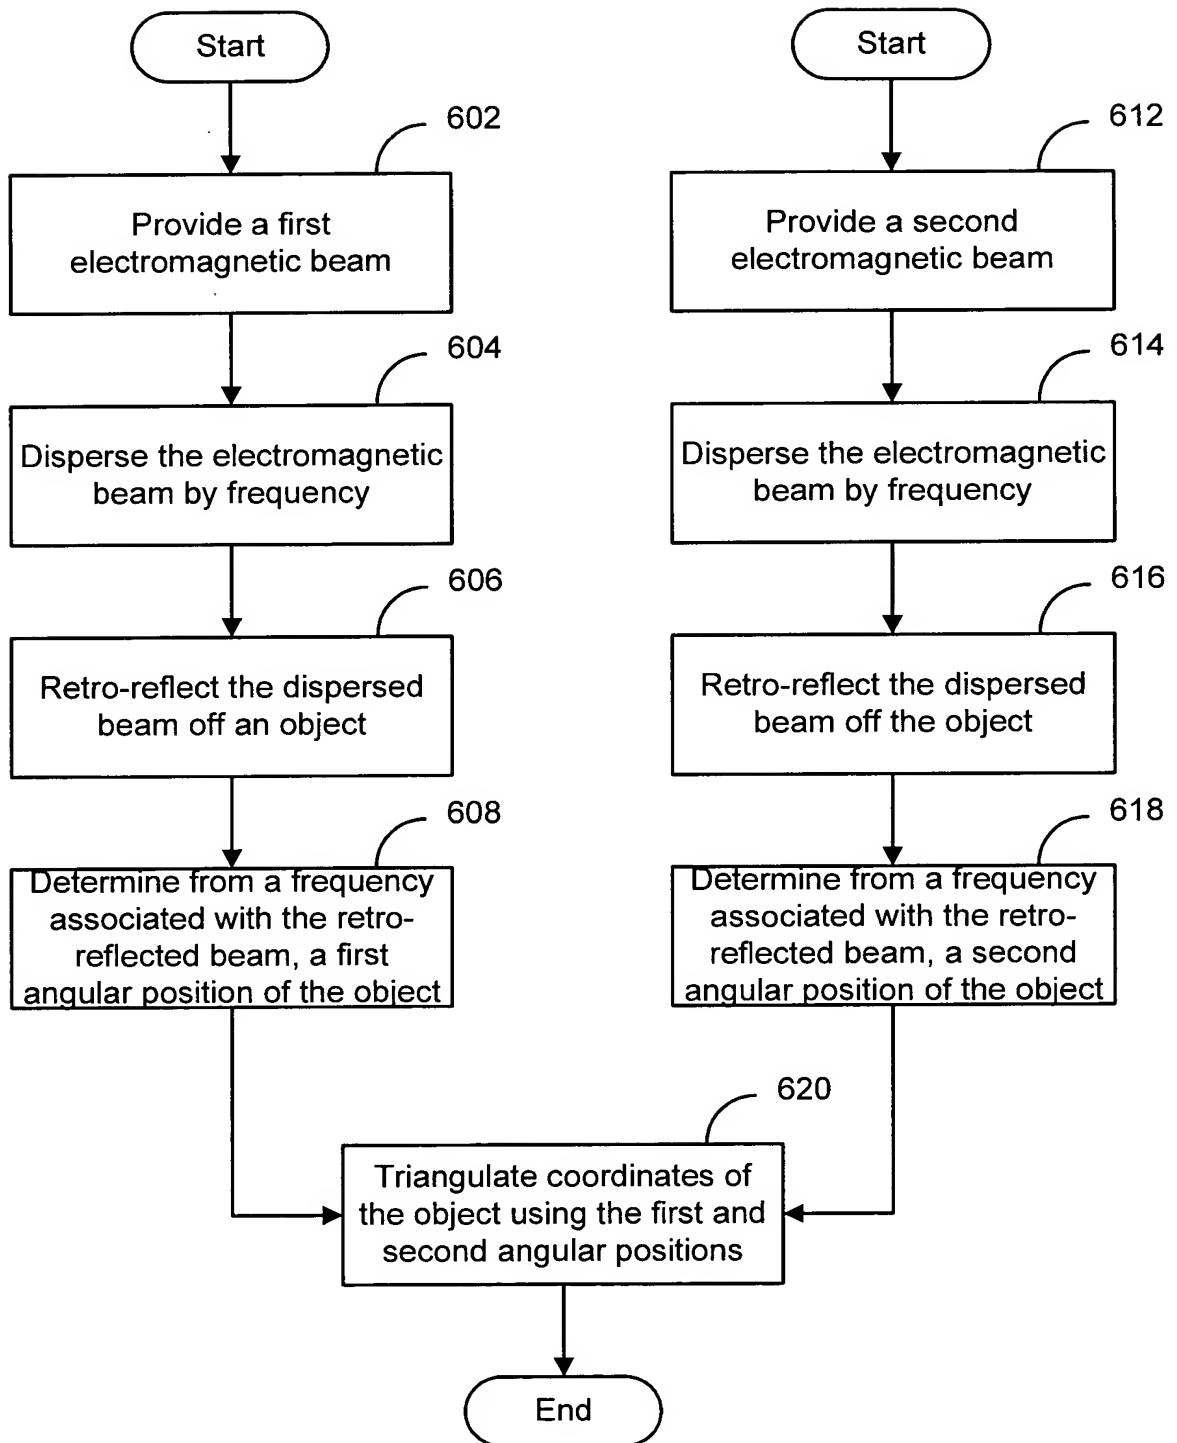 Start
602
Provide a first
electromagnetic beam
604
Disperse the electromagnetic
beam by frequency
606
Retro-reflect the dispersed
beam off an object
608
Determine from a frequency
associated with the retro-
reflected beam, a first
angular position of the object
Start
612
Provide a second
electromagnetic beam
614
Disperse the electromagnetic
beam by frequency
616
Retro-reflect the dispersed
beam off the object
618
Determine from a frequency
associated with the retro-
reflected beam, a second
angular position of the object
620
Triangulate coordinates of
the object using the first and
second angular positions
End